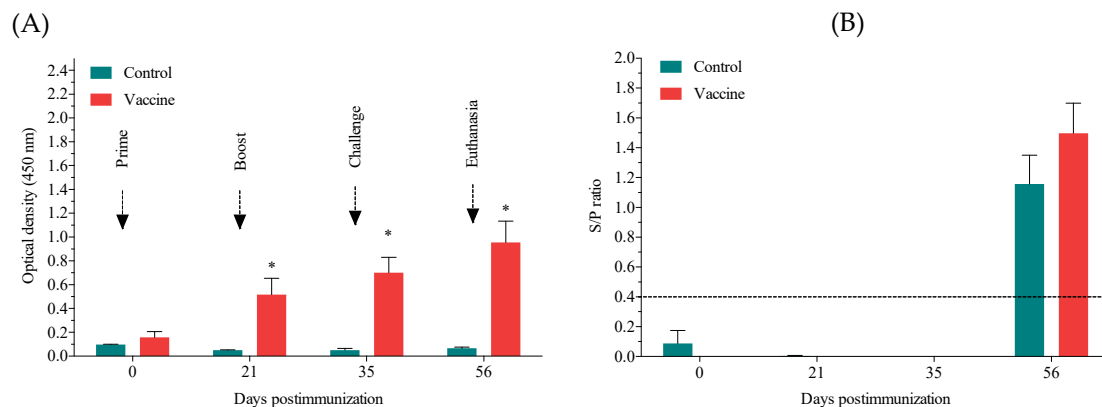 (A)
Control
Vaccine
Prime
Boost
Challenge
Euthanasia
*
*
*
Optical density (450 nm)
2.4
2.2
2.0
1.8
1.6
1.4
1.2
1.0
0.8
0.6
0.4
0.2
0.0
0
21
35
56
Days postimmunization
(B)
Control
Vaccine
S/P ratio
2.0
1.8
1.6
1.4
1.2
1.0
0.8
0.6
0.4
0.2
0.0
0
21
35
56
Days postimmunization